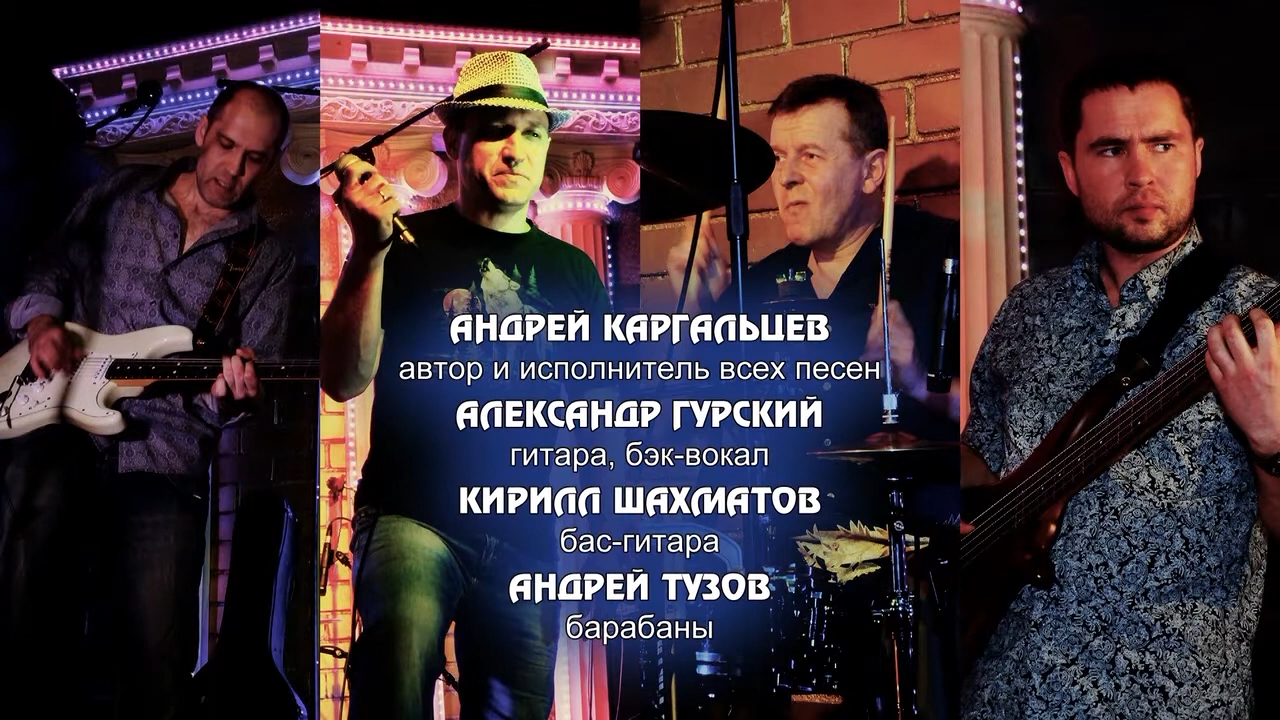 АНДРЕЙ КАРГАЛЬЦЕВ
автор и исполнитель всех песен
АЛЕКСАНДР ГУРСКИЙ
гитара, бэк-вокал
КИРИЛЛ ШАХМАТОВ
бас-гитара
АНДРЕЙ ТУЗОВ
барабаны